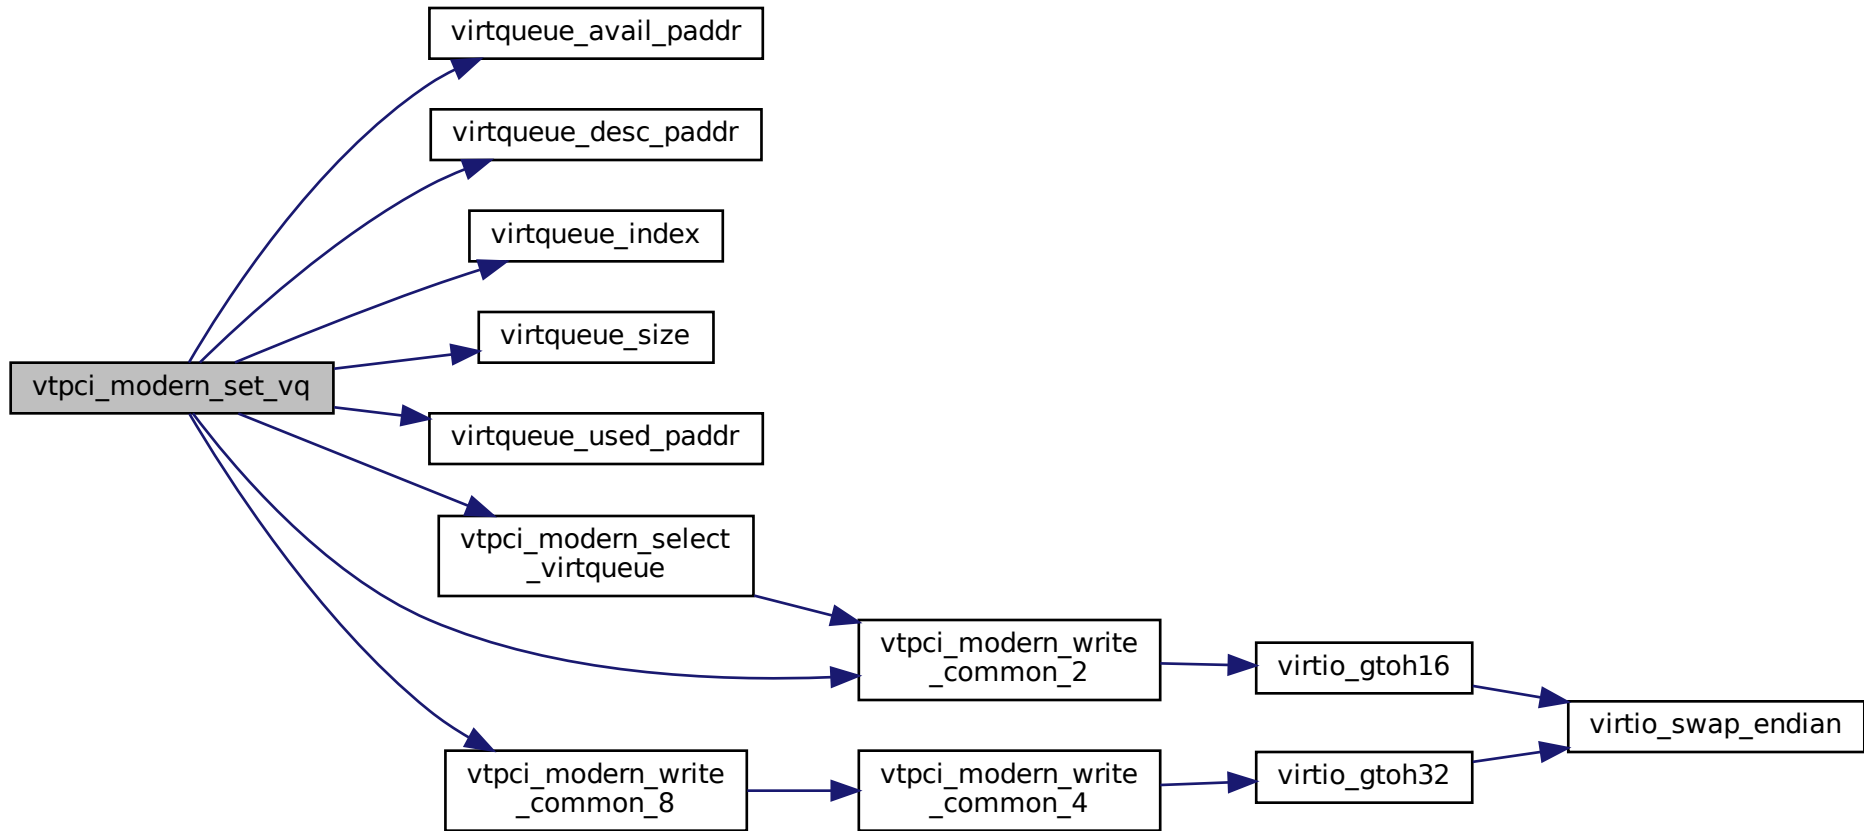 virtqueue_avail_paddr
virtqueue_desc_paddr
virtqueue_index
virtqueue_size
vtpci_modern_set_vq
virtqueue_used_paddr
vtpci_modern_select
_virtqueue
vtpci_modern_write
_common_2
virtio_gtoh16
virtio_swap_endian
vtpci_modern_write
_common_8
vtpci_modern_write
_common_4
virtio_gtoh32